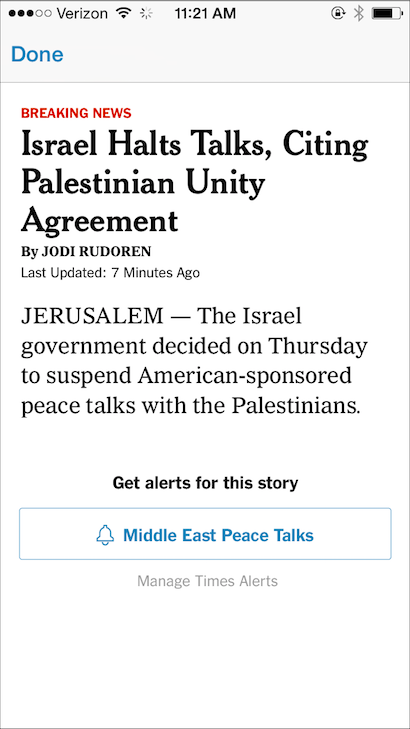 Verizon 11:21 AM
Done
BREAKING NEWS
Israel Halts Talks, Citing
Palestinian Unity
Agreement
By JODI RUDOREN
Last Updated: 7 Minutes Ago
JERUSALEM — The Israel
government decided on Thursday
to suspend American-sponsored
peace talks with the Palestinians.
Get alerts for this story
Middle East Peace Talks
Manage Times Alerts